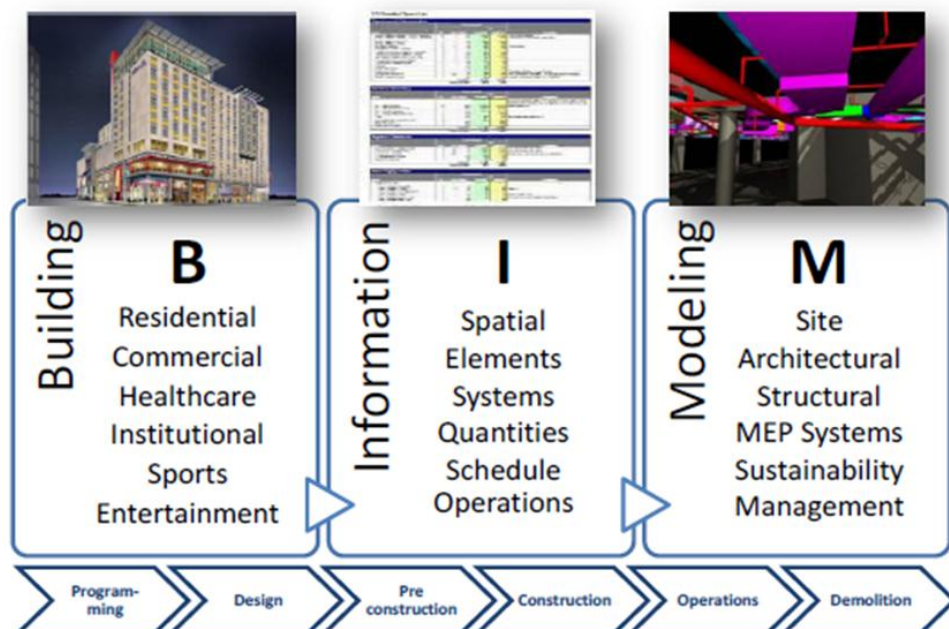 Building
B
Residential
Commercial
Healthcare
Institutional
Sports
Entertainment
Information
I
Spatial
Elements
Systems
Quantities
Schedule
Operations
Modeling
M
Site
Architectural
Structural
MEP Systems
Sustainability
Management
Program-
ming
Design
Pre
construction
Construction
Operations
Demolition